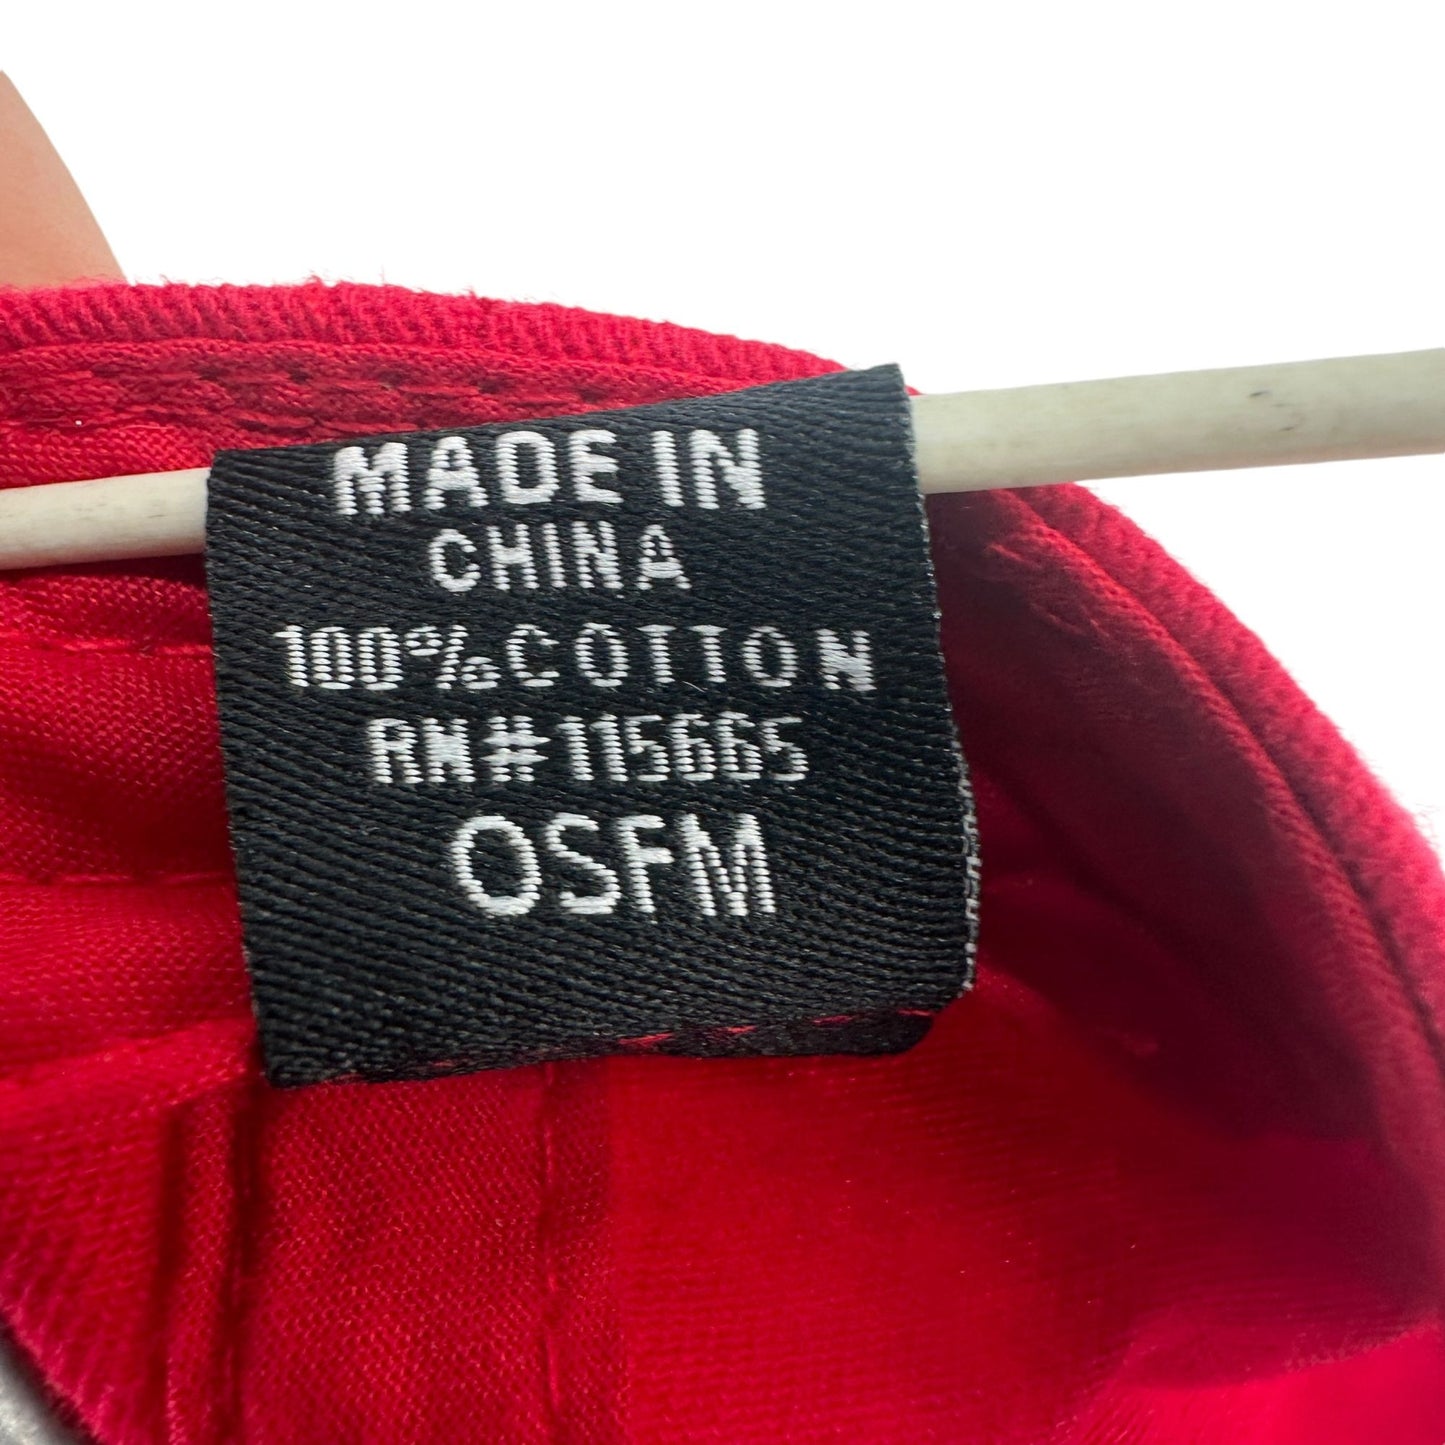 MADE IN
CHINA
100% COTTON
RN#115665
OSFM